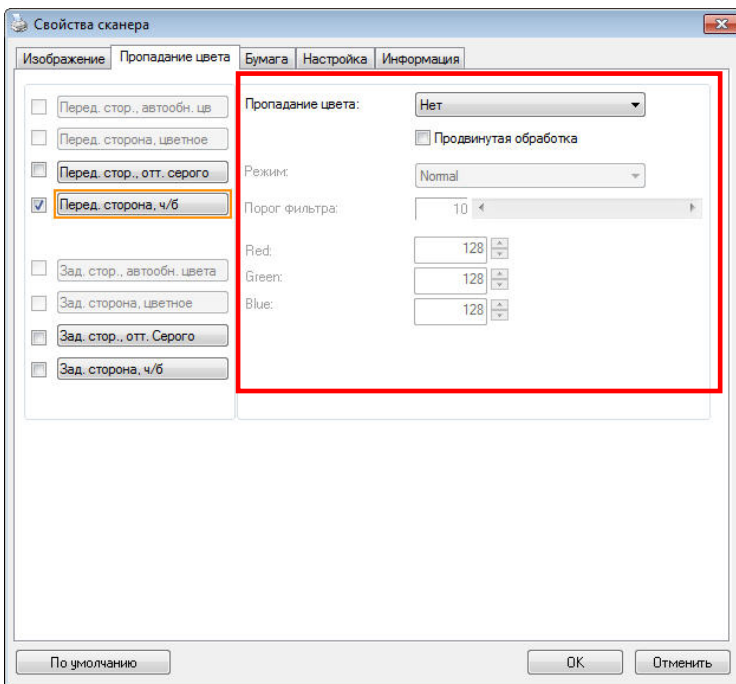 Свойства сканера
Изображение Пропадание цвета Бумага Настройка Информация
Перед. стор., автообн. цв
Перед. сторона, цветное
Перед. стор., отт. серого
Перед. сторона, ч/б
Зад. стор., автообн. цвета
Зад. сторона, цветное
Зад. стор., отт. Серого
Зад. сторона, ч/б
Пропадание цвета: Нет
Продвинутая обработка
Режим: Normal
Порог фильтра: 10
Red: 128
Green: 128
Blue: 128
По умолчанию OK Отменить